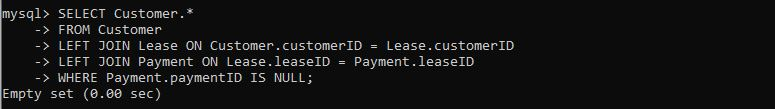 mysql> SELECT Customer.*
-> FROM Customer
-> LEFT JOIN Lease ON Customer.customerID = Lease.customerID
-> LEFT JOIN Payment ON Lease.leaseID = Payment.leaseID
-> WHERE Payment.paymentID IS NULL;
Empty set (0.00 sec)